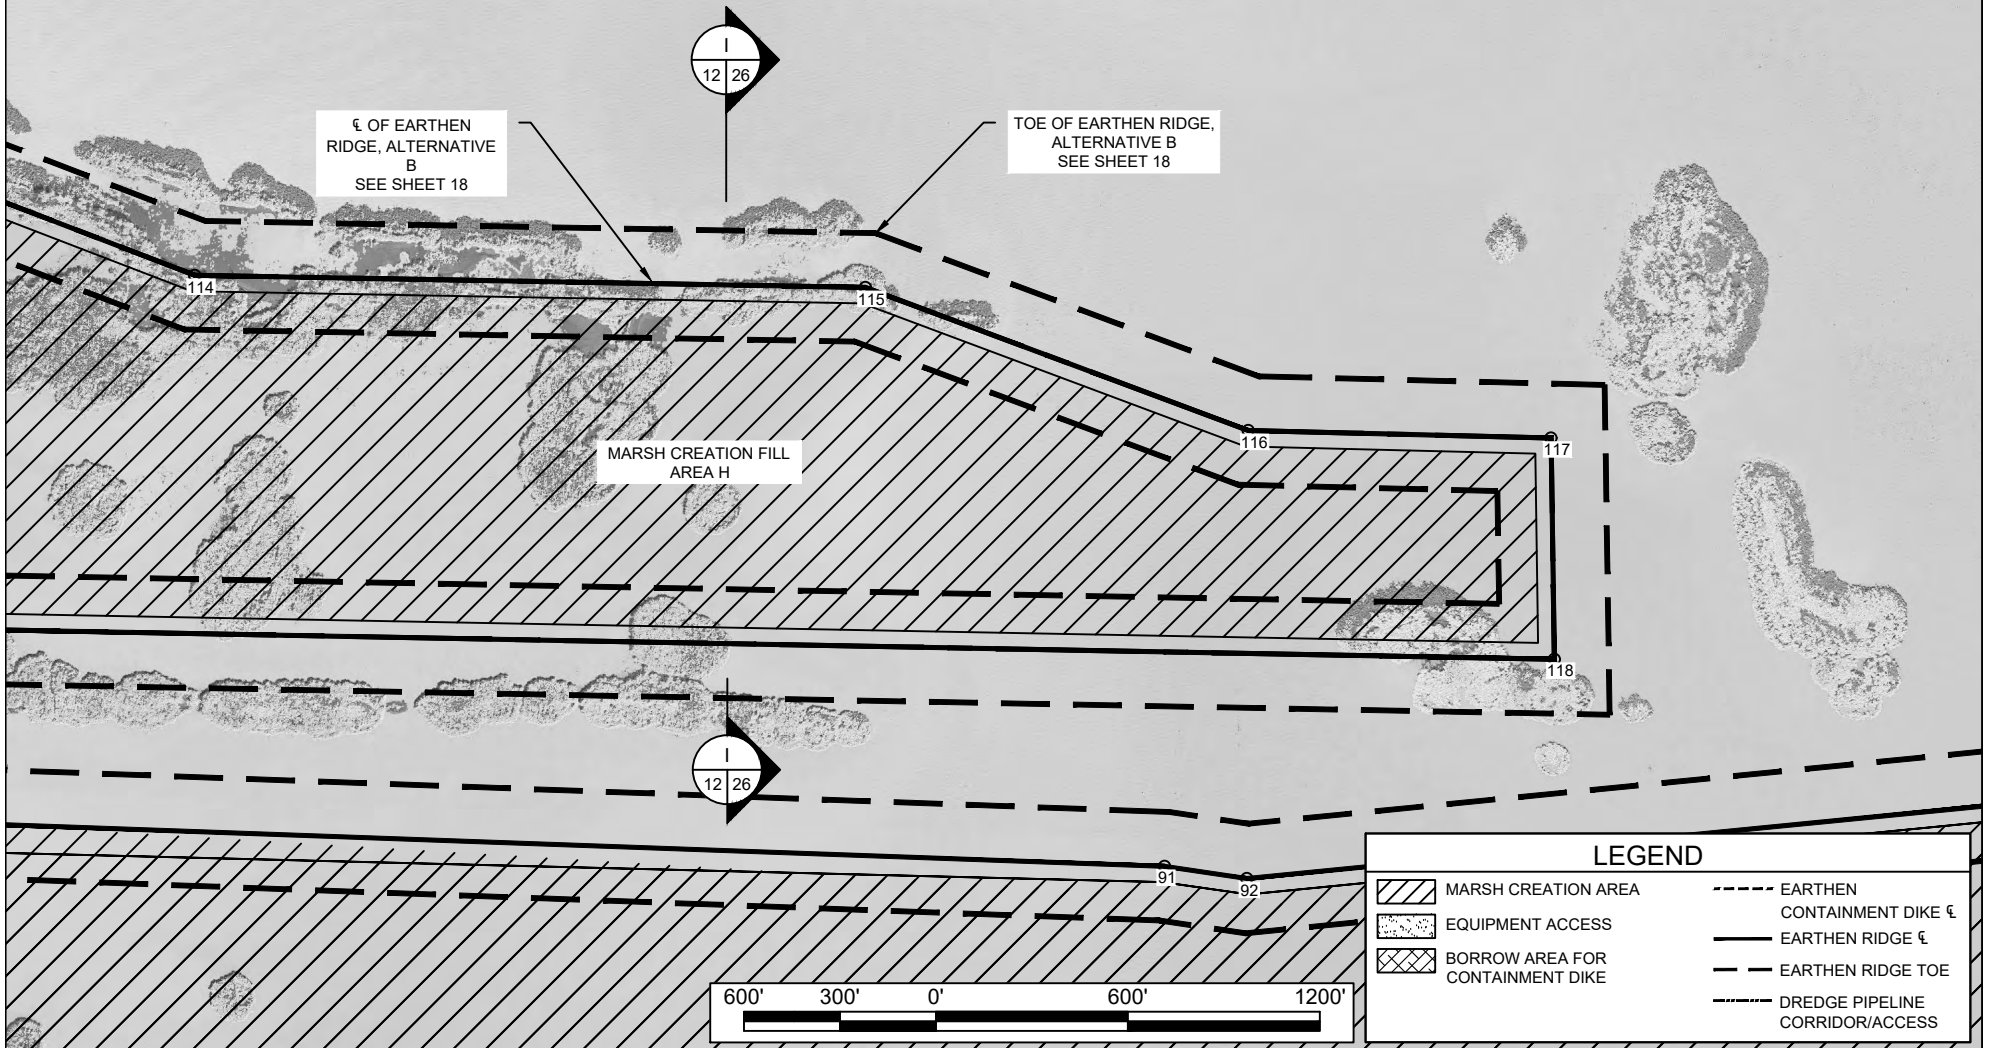 I
12 26
℄ OF EARTHEN
RIDGE, ALTERNATIVE
B
SEE SHEET 18
TOE OF EARTHEN RIDGE,
ALTERNATIVE B
SEE SHEET 18
114
115
116
117
MARSH CREATION FILL
AREA H
118
I
12 26
91
92
600' 300' 0' 600' 1200'
LEGEND
MARSH CREATION AREA
EQUIPMENT ACCESS
BORROW AREA FOR
CONTAINMENT DIKE
EARTHEN
CONTAINMENT DIKE ℄
EARTHEN RIDGE ℄
EARTHEN RIDGE TOE
DREDGE PIPELINE
CORRIDOR/ACCESS